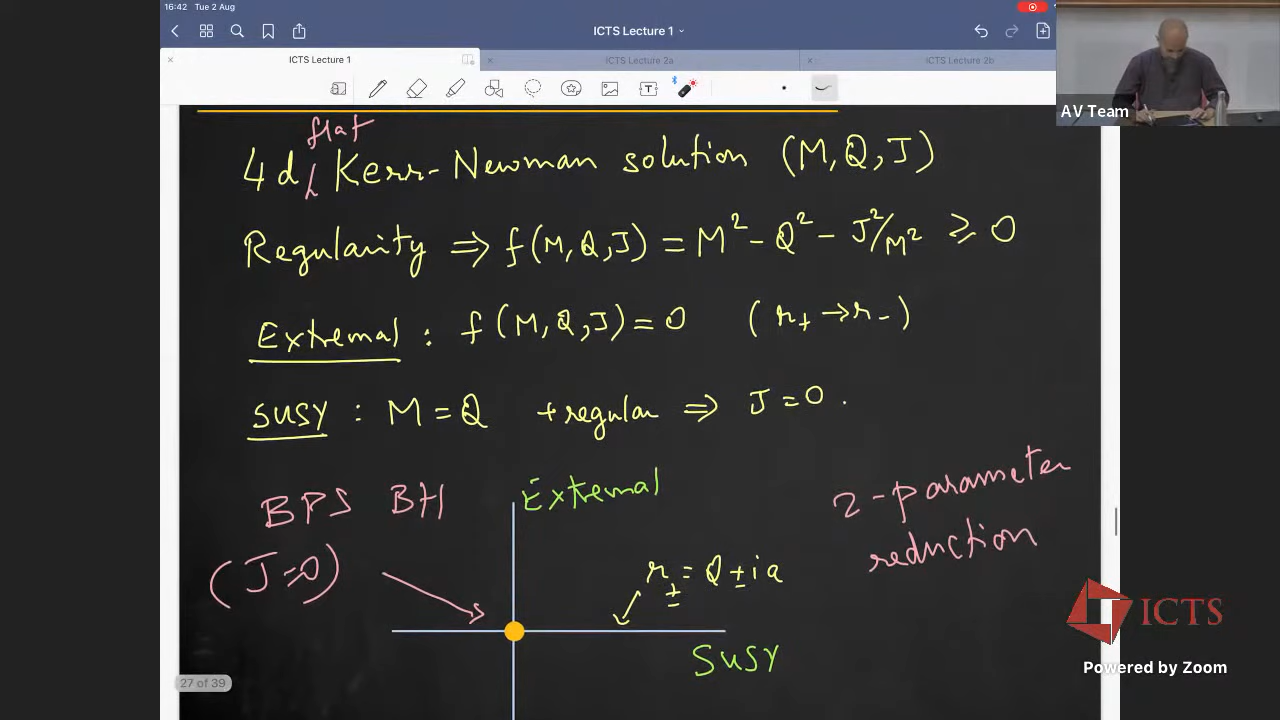 16:42 Tue 2 Aug
ICTS Lecture 1
ICTS Lecture 1
ICTS Lecture 2a
ICTS Lecture 2b
AV Team
flat
4d Kerr-Newman solution (M, Q, J)
Regularity ⇒ f(M, Q, J) = M² - Q² - J²/M² ≥ 0
Extremal : f(M, Q, J) = 0 (r₊ → r₋)
SUSY : M = Q + regular ⇒ J = 0 .
BPS BH
(J=0)
Extremal
2-parameter
reduction
r± = Q ± ia
SUSY
ICTS
Powered by Zoom
27 of 39